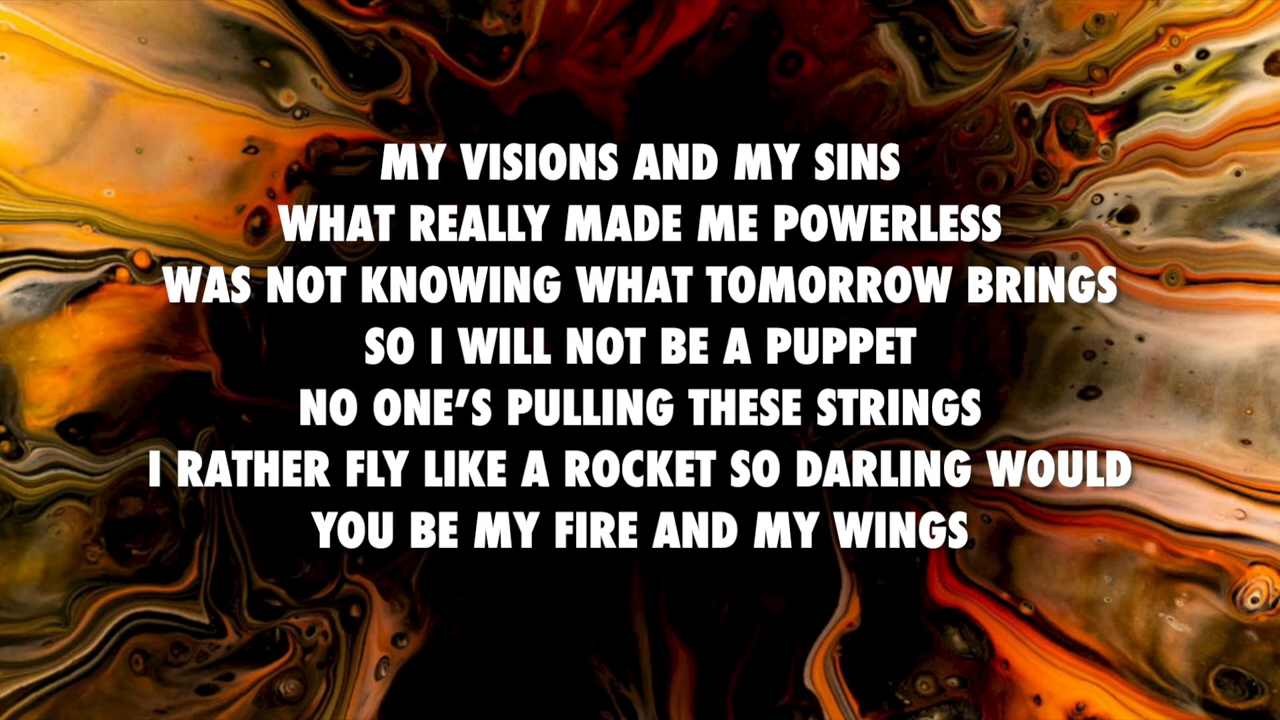 MY VISIONS AND MY SINS
WHAT REALLY MADE ME POWERLESS
WAS NOT KNOWING WHAT TOMORROW BRINGS
SO I WILL NOT BE A PUPPET
NO ONE’S PULLING THESE STRINGS
I RATHER FLY LIKE A ROCKET SO DARLING WOULD
YOU BE MY FIRE AND MY WINGS